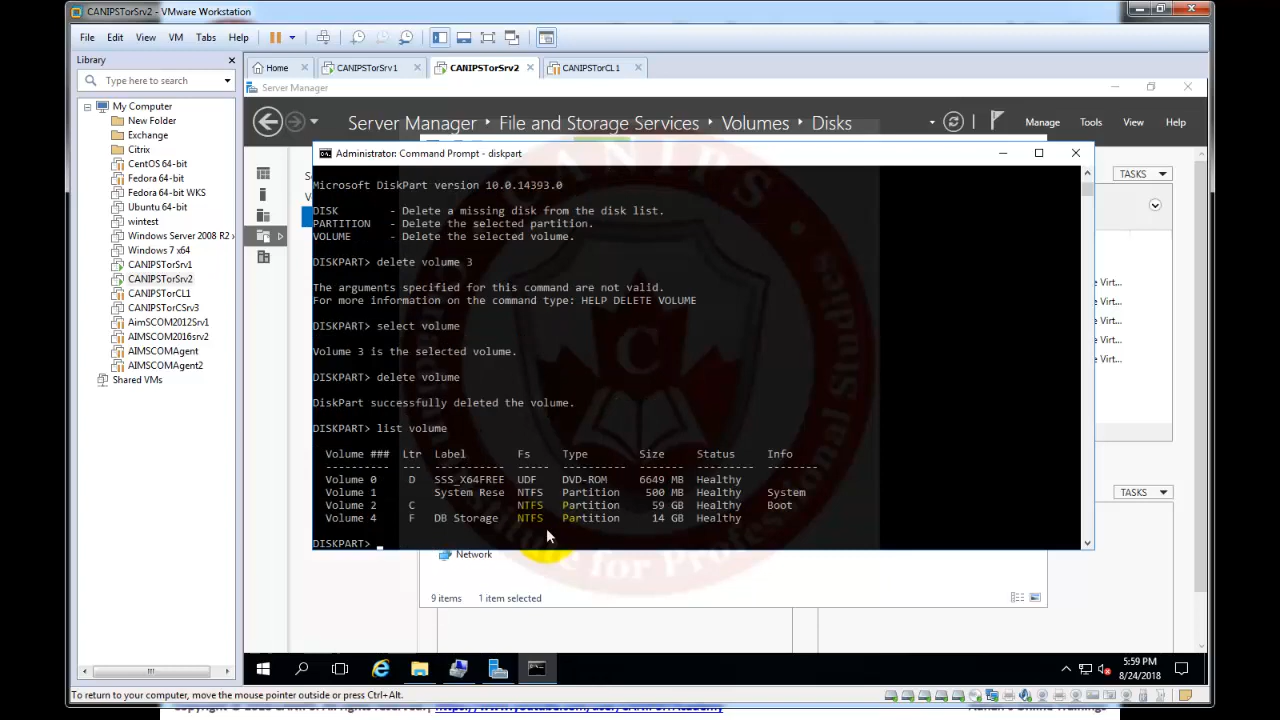 CANIPSTorSrv2 - VMware Workstation
File Edit View VM Tabs Help
Library
Type here to search
My Computer
New Folder
Exchange
Citrix
CentOS 64-bit
Fedora 64-bit
Fedora 64-bit WKS
Ubuntu 64-bit
wintest
Windows Server 2008 R2 x
Windows 7 x64
CANIPSTorSrv1
CANIPSTorSrv2
CANIPSTorCL1
CANIPSTorCSrv3
AimSCOM2012Srv1
AIMSCOM2016srv2
AIMSCOMAgent
AIMSCOMAgent2
Shared VMs
Home CANIPSTorSrv1 CANIPSTorSrv2 CANIPSTorCL1
Server Manager
Server Manager File and Storage Services Volumes Disks
Manage Tools View Help
TASKS
Administrator: Command Prompt - diskpart
Microsoft DiskPart version 10.0.14393.0
DISK - Delete a missing disk from the disk list.
PARTITION - Delete the selected partition.
VOLUME - Delete the selected volume.
DISKPART> delete volume 3
The arguments specified for this command are not valid.
For more information on the command type: HELP DELETE VOLUME
DISKPART> select volume
Volume 3 is the selected volume.
DISKPART> delete volume
DiskPart successfully deleted the volume.
DISKPART> list volume
Volume ### Ltr Label Fs Type Size Status Info
---------- --- ----------- ----- ---------- ------- --------- --------
Volume 0 D SSS_X64FREE UDF DVD-ROM 6649 MB Healthy
Volume 1 System Rese NTFS Partition 500 MB Healthy System
Volume 2 C NTFS Partition 59 GB Healthy Boot
Volume 4 F DB Storage NTFS Partition 14 GB Healthy
DISKPART>
e Virt...
e Virt...
e Virt...
e Virt...
TASKS
Network
9 items 1 item selected
5:59 PM
8/24/2018
To return to your computer, move the mouse pointer outside or press Ctrl+Alt.